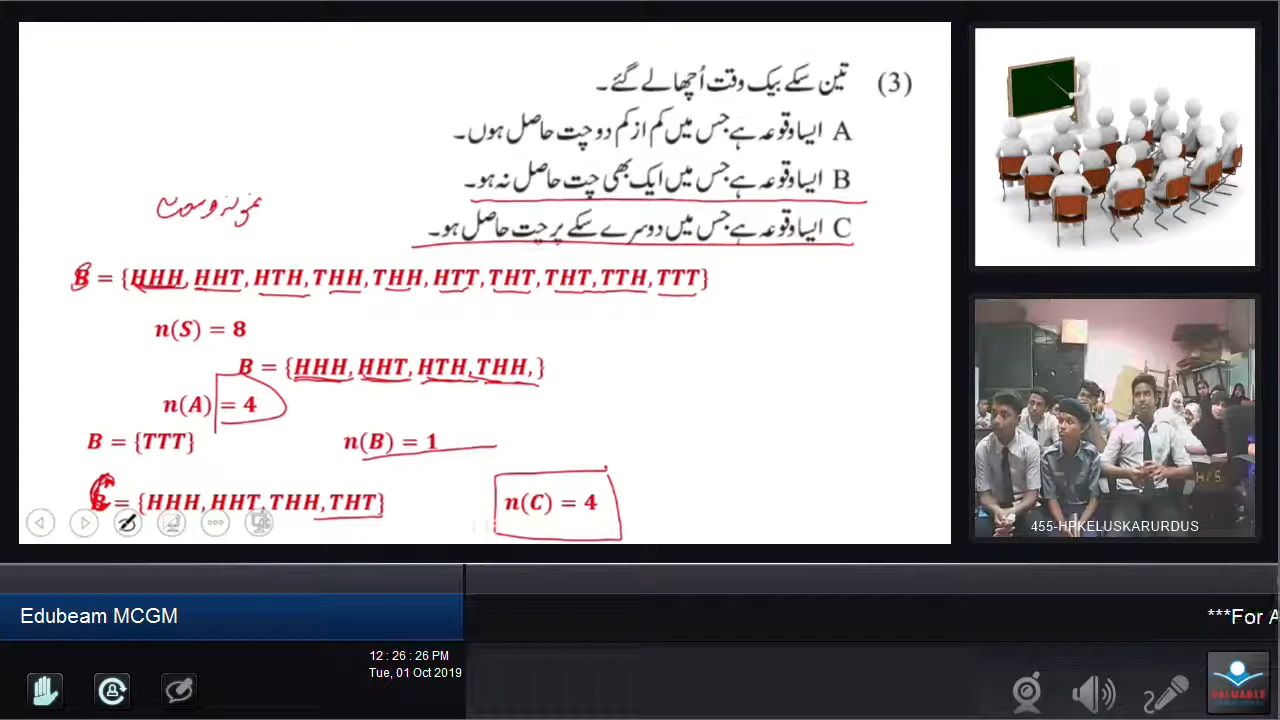 (3) تین سکے بیک وقت اُچھالے گئے۔
A ایسا وقوعہ ہے جس میں کم از کم دو چت حاصل ہوں۔
B ایسا وقوعہ ہے جس میں ایک بھی چت حاصل نہ ہو۔
C ایسا وقوعہ ہے جس میں دوسرے سکے پر چت حاصل ہو۔
نمونہ وسعت
S = {HHH, HHT, HTH, THH, THH, HTT, THT, THT, TTH, TTT}
n(S) = 8
B = {HHH, HHT, HTH, THH, }
n(A) = 4
B = {TTT} n(B) = 1
C = {HHH, HHT, THH, THT} n(C) = 4
455-HPKELUSKARURDUS
Edubeam MCGM
***For A
12 : 26 : 26 PM
Tue, 01 Oct 2019
VALUABLE